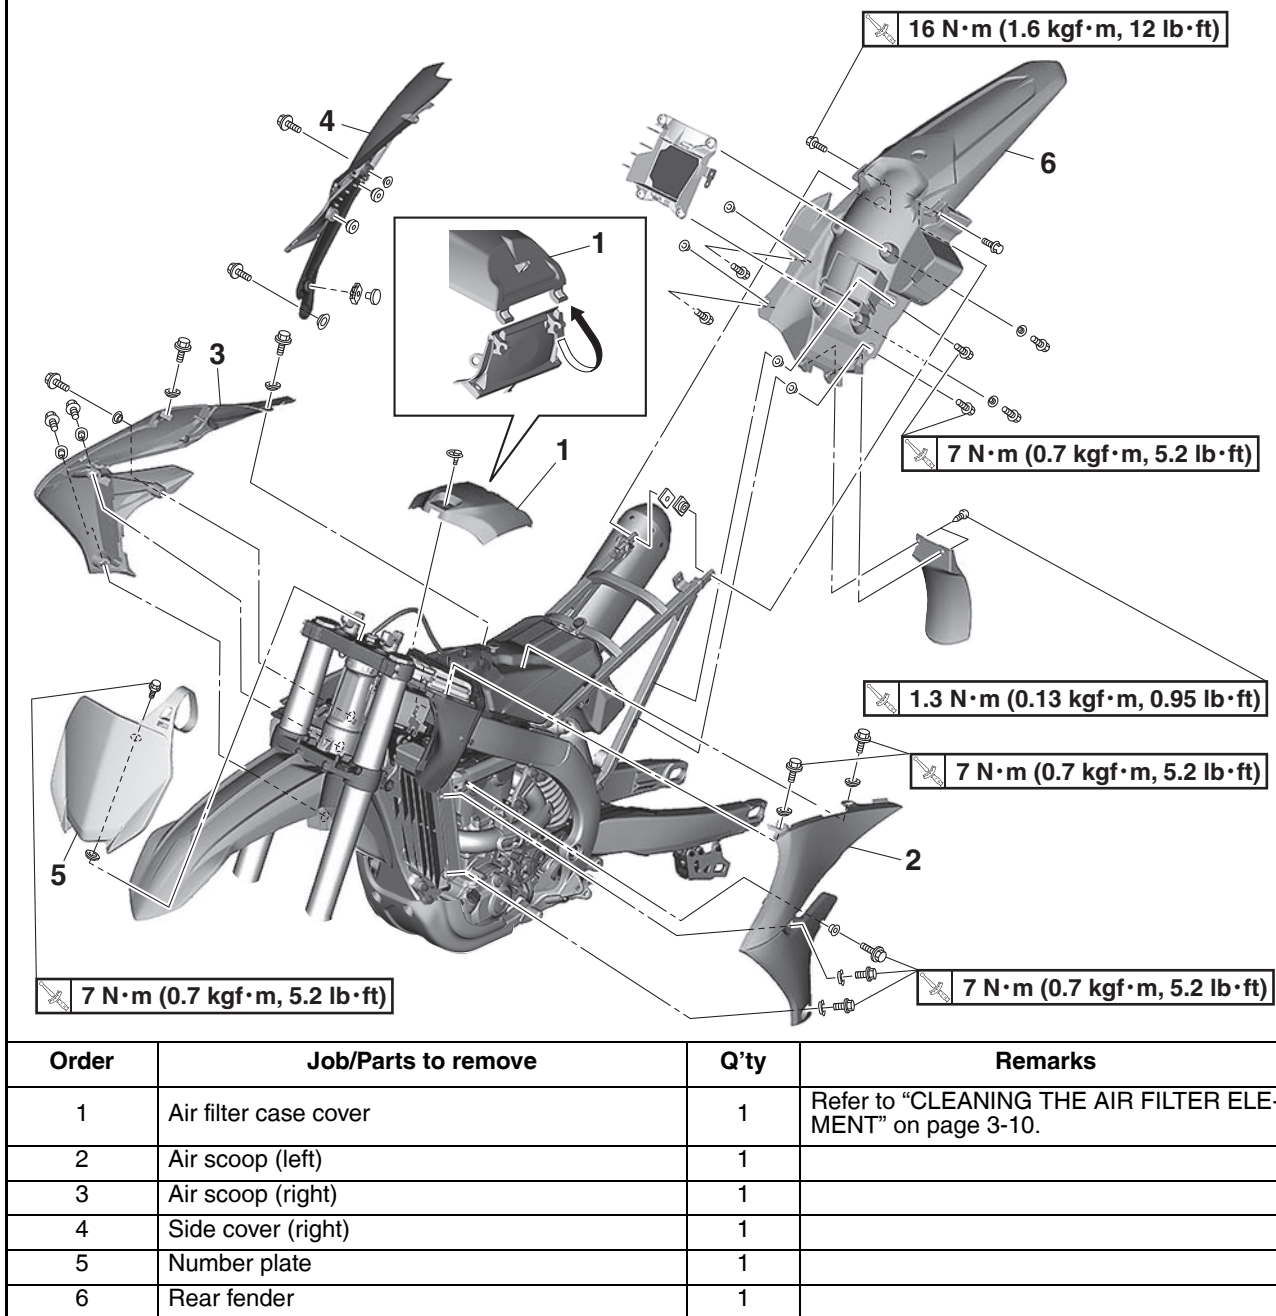 16 N·m (1.6 kgf·m, 12 lb·ft)
4
6
1
3
7 N·m (0.7 kgf·m, 5.2 lb·ft)
1
1.3 N·m (0.13 kgf·m, 0.95 lb·ft)
7 N·m (0.7 kgf·m, 5.2 lb·ft)
2
5
7 N·m (0.7 kgf·m, 5.2 lb·ft)
7 N·m (0.7 kgf·m, 5.2 lb·ft)
Order Job/Parts to remove Q’ty Remarks
1 Air filter case cover 1 Refer to “CLEANING THE AIR FILTER ELE-
MENT” on page 3-10.
2 Air scoop (left) 1
3 Air scoop (right) 1
4 Side cover (right) 1
5 Number plate 1
6 Rear fender 1